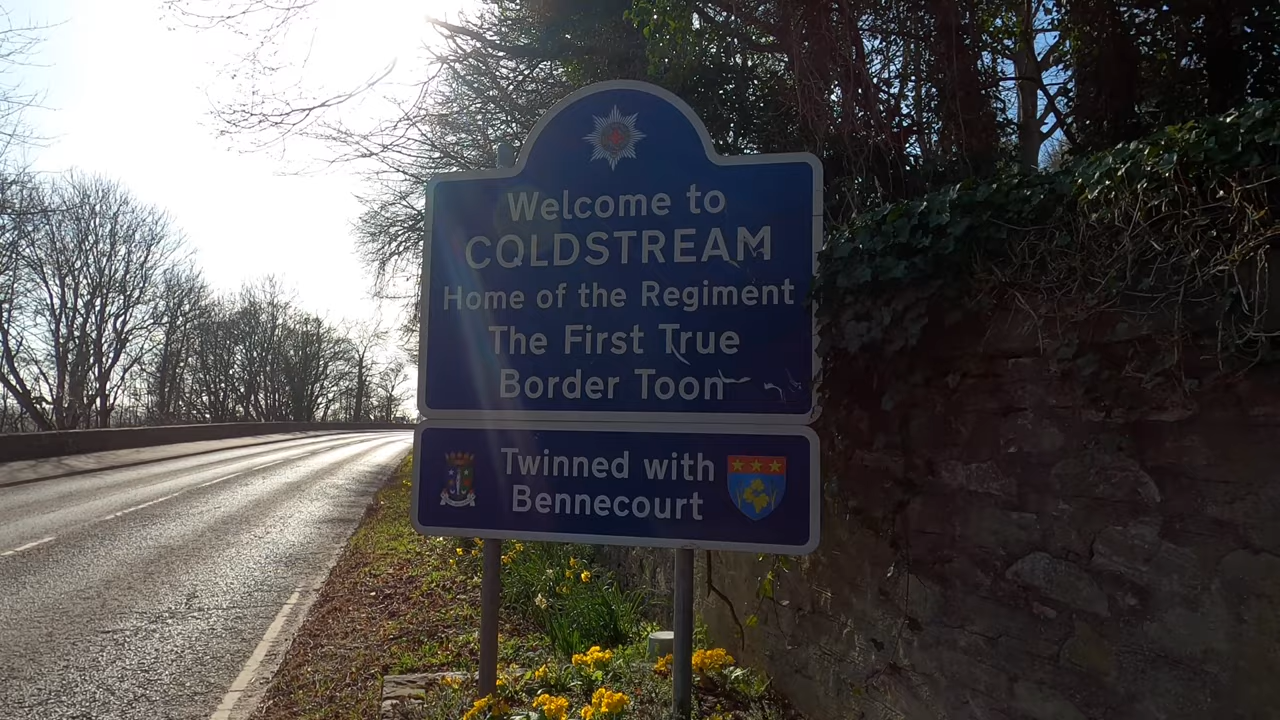 Welcome to
COLDSTREAM
Home of the Regiment
The First True
Border Toon
Twinned with
Bennecourt